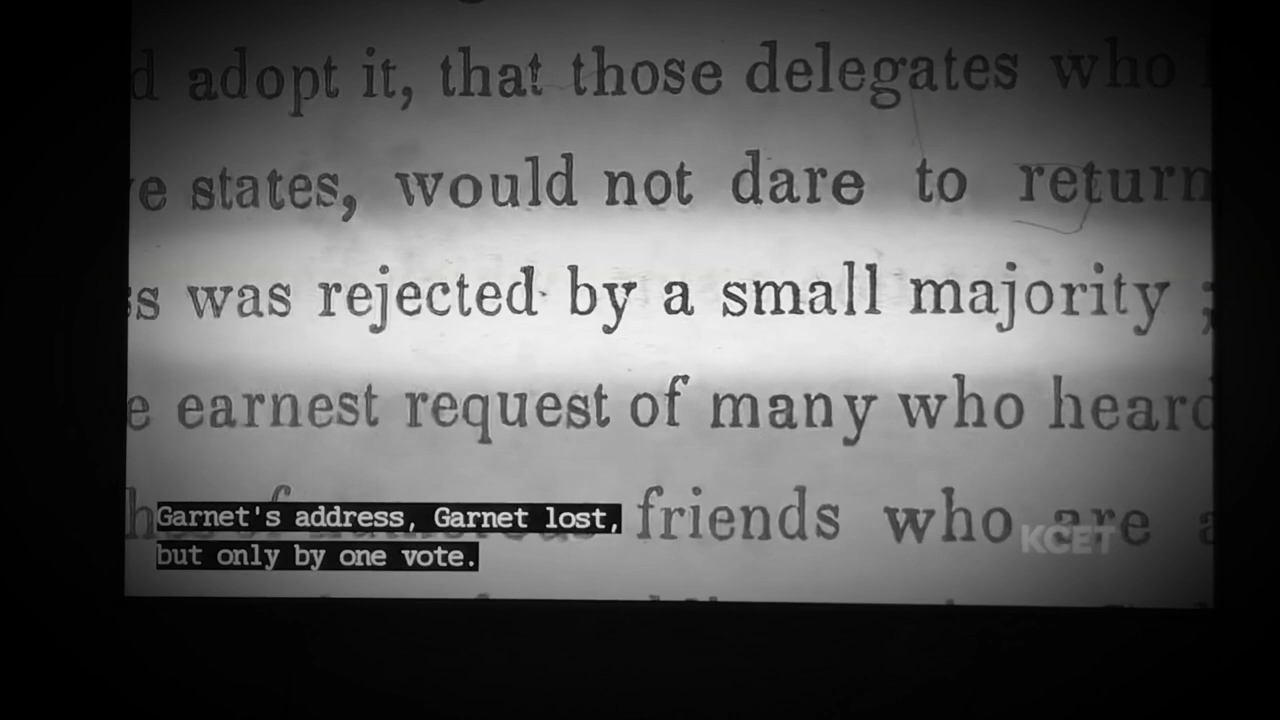 d adopt it, that those delegates who
e states, would not dare to return
s was rejected by a small majority ;
e earnest request of many who heard
friends who are
Garnet's address, Garnet lost,
but only by one vote.
KCET